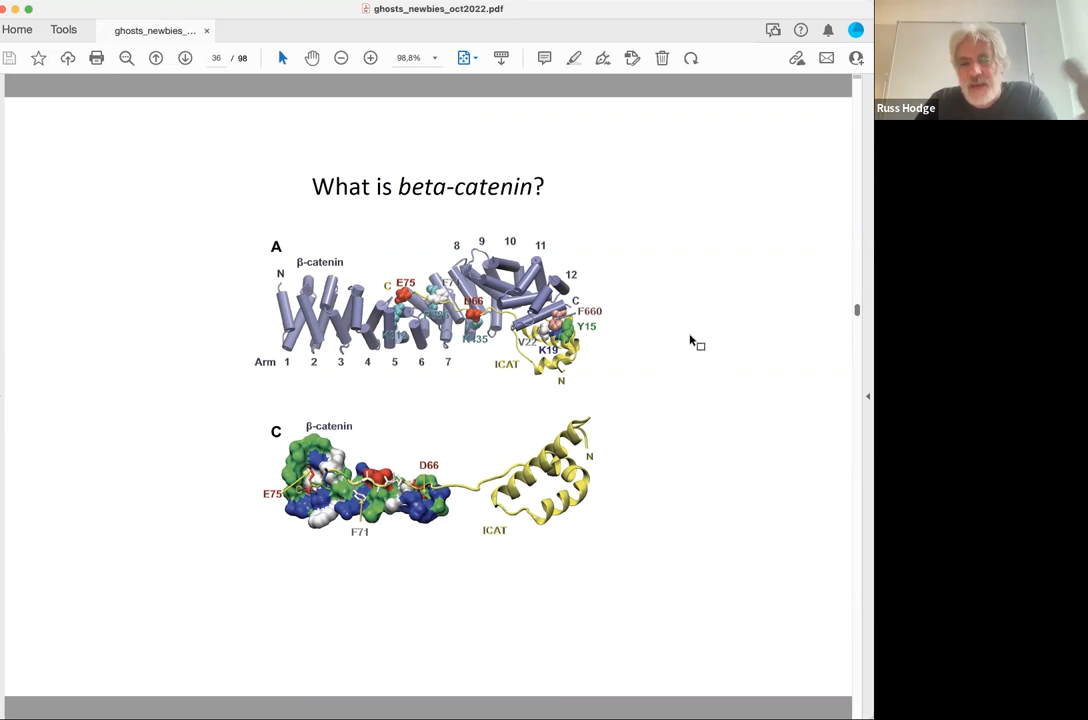 ghosts_newbies_oct2022.pdf
Home Tools ghosts_newbies_... ×
36 / 98 98,8%
Russ Hodge
What is beta-catenin?
A
8 9 10 11
β-catenin
12
N
C E75
D66
C
F660
Y15
V22
K19
Arm 1 2 3 4 5 6 7
ICAT
N
C
β-catenin
D66
N
E75
F71
ICAT